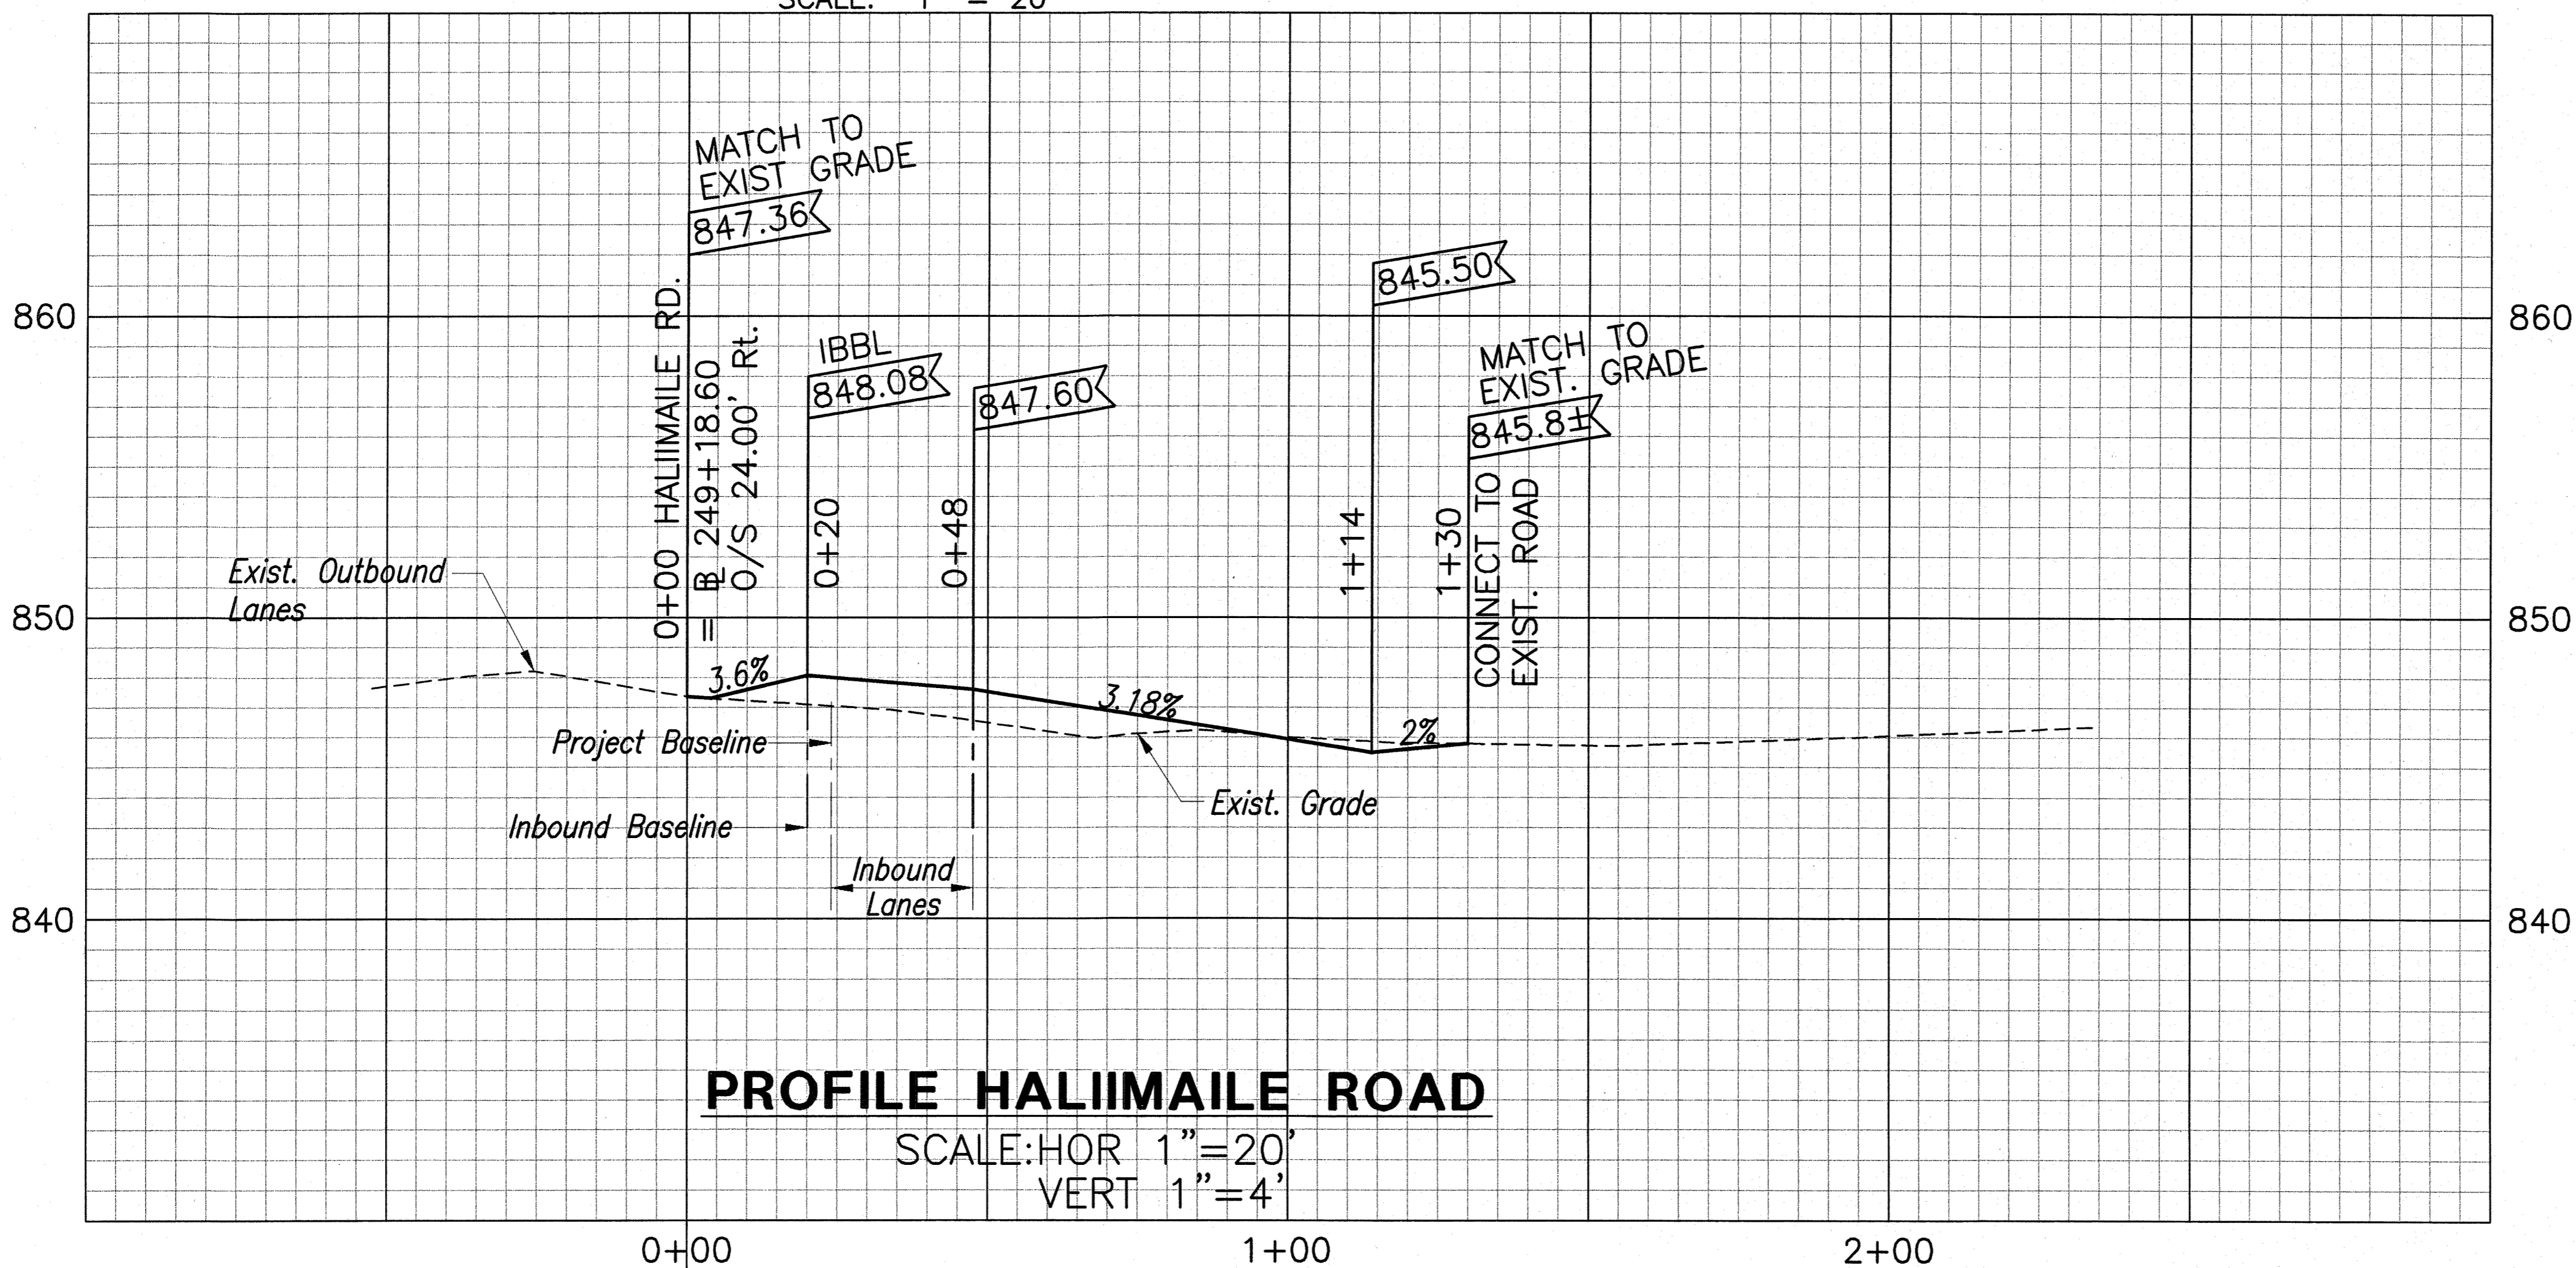 SCALE: 1" = 20'
MATCH TO
EXIST GRADE
847.36
0+00 HALIIMAILE RD.
= BL 249+18.60
O/S 24.00' Rt.
IBBL
848.08
0+20
847.60
0+48
845.50
1+14
MATCH TO
EXIST. GRADE
845.8±
1+30
CONNECT TO
EXIST. ROAD
860
860
850
850
840
840
Exist. Outbound
Lanes
3.6%
3.18%
2%
Project Baseline
Inbound Baseline
Inbound
Lanes
Exist. Grade
PROFILE HALIIMAILE ROAD
SCALE:HOR 1"=20'
VERT 1"=4'
0+00
1+00
2+00